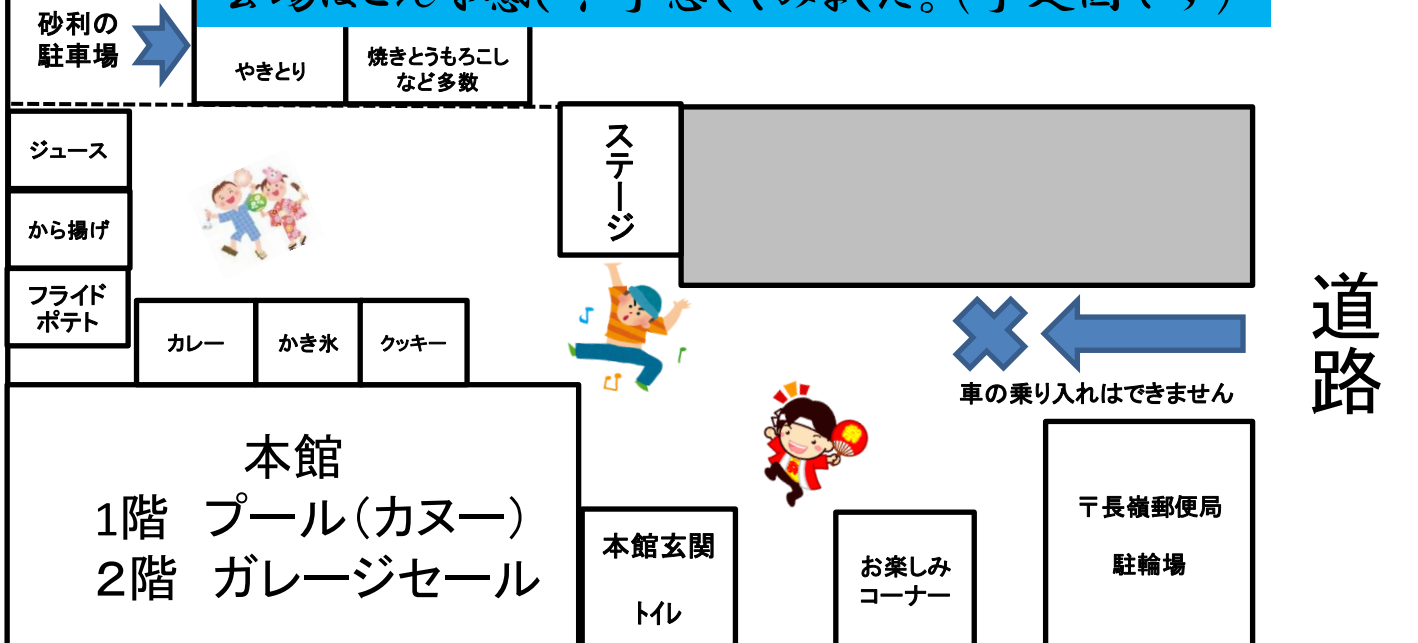 砂利の
駐車場
やきとり
焼きとうもろこし
など多数
ジュース
から揚げ
フライド
ポテト
カレー
かき氷
クッキー
ステージ
道路
車の乗り入れはできません
本館
1階 プール(カヌー)
2階 ガレージセール
本館玄関
トイレ
お楽しみ
コーナー
〒長嶺郵便局
駐輪場